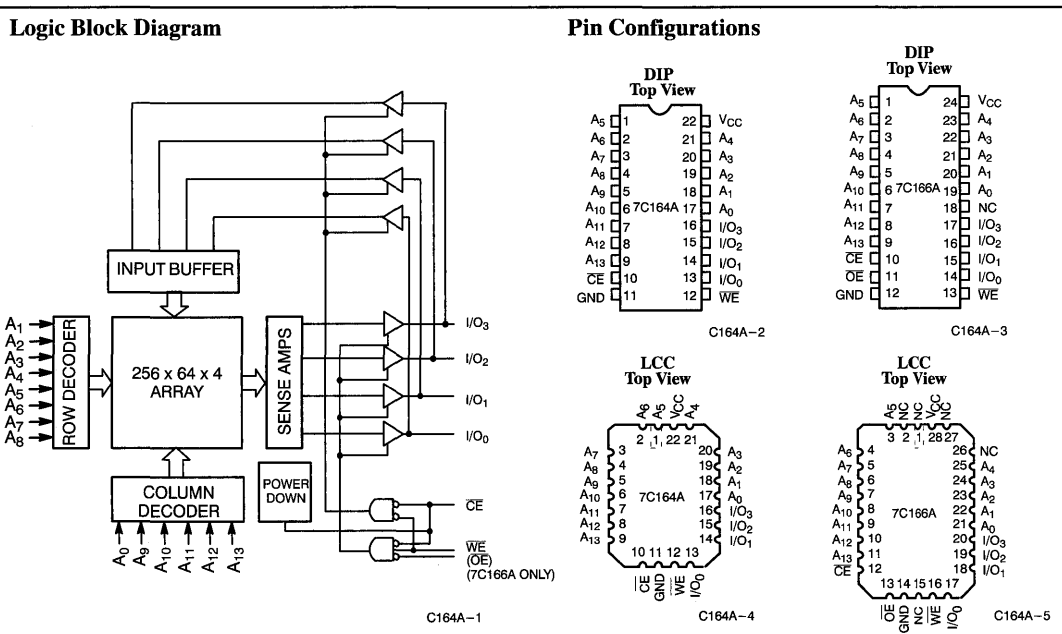 Logic Block Diagram
INPUT BUFFER
A1
A2
A3
A4
A5
A6
A7
A8
ROW DECODER
256 x 64 x 4
ARRAY
SENSE AMPS
I/O3
I/O2
I/O1
I/O0
COLUMN
DECODER
POWER
DOWN
A0 A9 A10 A11 A12 A13
CE
WE
(OE)
(7C166A ONLY)
C164A−1
Pin Configurations
DIP
Top View
A5 1 22 VCC
A6 2 21 A4
A7 3 20 A3
A8 4 19 A2
A9 5 18 A1
A10 6 7C164A 17 A0
A11 7 16 I/O3
A12 8 15 I/O2
A13 9 14 I/O1
CE 10 13 I/O0
GND 11 12 WE
C164A−2
DIP
Top View
A5 1 24 VCC
A6 2 23 A4
A7 3 22 A3
A8 4 21 A2
A9 5 20 A1
A10 6 7C166A 19 A0
A11 7 18 NC
A12 8 17 I/O3
A13 9 16 I/O2
CE 10 15 I/O1
OE 11 14 I/O0
GND 12 13 WE
C164A−3
LCC
Top View
A6 A5 VCC A4
2 1 22 21
A7 3 20 A3
A8 4 19 A2
A9 5 18 A1
A10 6 7C164A 17 A0
A11 7 16 I/O3
A12 8 15 I/O2
A13 9 14 I/O1
10 11 12 13
CE GND WE I/O0
C164A−4
LCC
Top View
A5 NC NC VCC NC
3 2 1 28 27
A6 4 26 NC
A7 5 25 A4
A8 6 24 A3
A9 7 23 A2
A10 8 7C166A 22 A1
A11 9 21 A0
A12 10 20 I/O3
A13 11 19 I/O2
CE 12 18 I/O1
13 14 15 16 17
OE GND NC WE I/O0
C164A−5